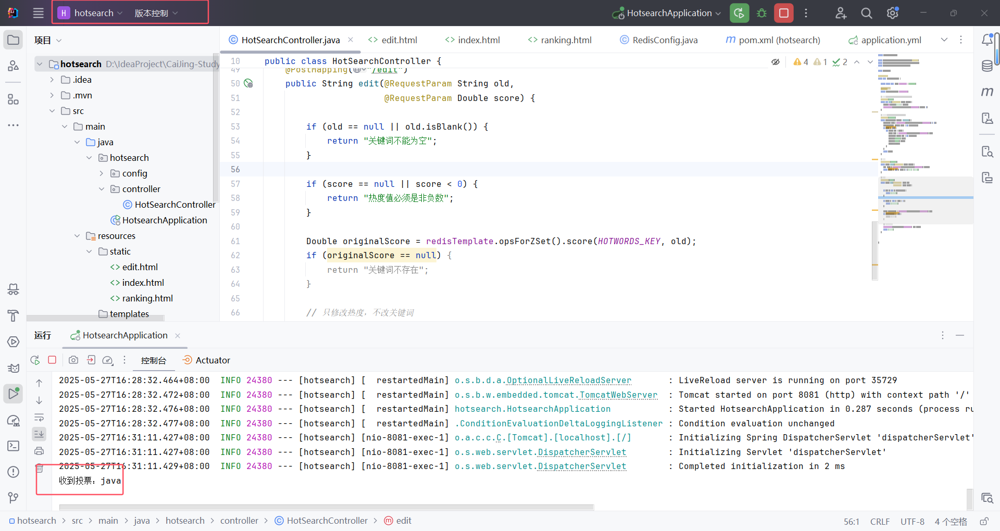 H hotsearch 版本控制 HotsearchApplication
项目 HotSearchController.java edit.html index.html ranking.html RedisConfig.java m pom.xml (hotsearch) application.yml
hotsearch D:\IdeaProject\CaiJing-Study
.idea
.mvn
src
main
java
hotsearch
config
controller
HotSearchController
HotsearchApplication
resources
static
edit.html
index.html
ranking.html
templates
10 public class HotSearchController {
4 1 2
49 @PostMapping("/edit")
50 public String edit(@RequestParam String old,
51 @RequestParam Double score) {
52
53 if (old == null || old.isBlank()) {
54 return "关键词不能为空";
55 }
56
57 if (score == null || score < 0) {
58 return "热度值必须是非负数";
59 }
60
61 Double originalScore = redisTemplate.opsForZSet().score(HOTWORDS_KEY, old);
62 if (originalScore == null) {
63 return "关键词不存在";
64 }
65
66 // 只修改热度，不改关键词
运行 HotsearchApplication
控制台 Actuator
2025-05-27T16:28:32.464+08:00 INFO 24380 --- [hotsearch] [ restartedMain] o.s.b.d.a.OptionalLiveReloadServer : LiveReload server is running on port 35729
2025-05-27T16:28:32.472+08:00 INFO 24380 --- [hotsearch] [ restartedMain] o.s.b.w.embedded.tomcat.TomcatWebServer : Tomcat started on port 8081 (http) with context path '/'
2025-05-27T16:28:32.476+08:00 INFO 24380 --- [hotsearch] [ restartedMain] hotsearch.HotsearchApplication : Started HotsearchApplication in 0.287 seconds (process ru
2025-05-27T16:28:32.477+08:00 INFO 24380 --- [hotsearch] [ restartedMain] .ConditionEvaluationDeltaLoggingListener : Condition evaluation unchanged
2025-05-27T16:31:11.427+08:00 INFO 24380 --- [hotsearch] [nio-8081-exec-1] o.a.c.c.C.[Tomcat].[localhost].[/] : Initializing Spring DispatcherServlet 'dispatcherServlet'
2025-05-27T16:31:11.427+08:00 INFO 24380 --- [hotsearch] [nio-8081-exec-1] o.s.web.servlet.DispatcherServlet : Initializing Servlet 'dispatcherServlet'
2025-05-27T16:31:11.429+08:00 INFO 24380 --- [hotsearch] [nio-8081-exec-1] o.s.web.servlet.DispatcherServlet : Completed initialization in 2 ms
收到投票：java
hotsearch > src > main > java > hotsearch > controller > HotSearchController > edit 56:1 CRLF UTF-8 4 个空格